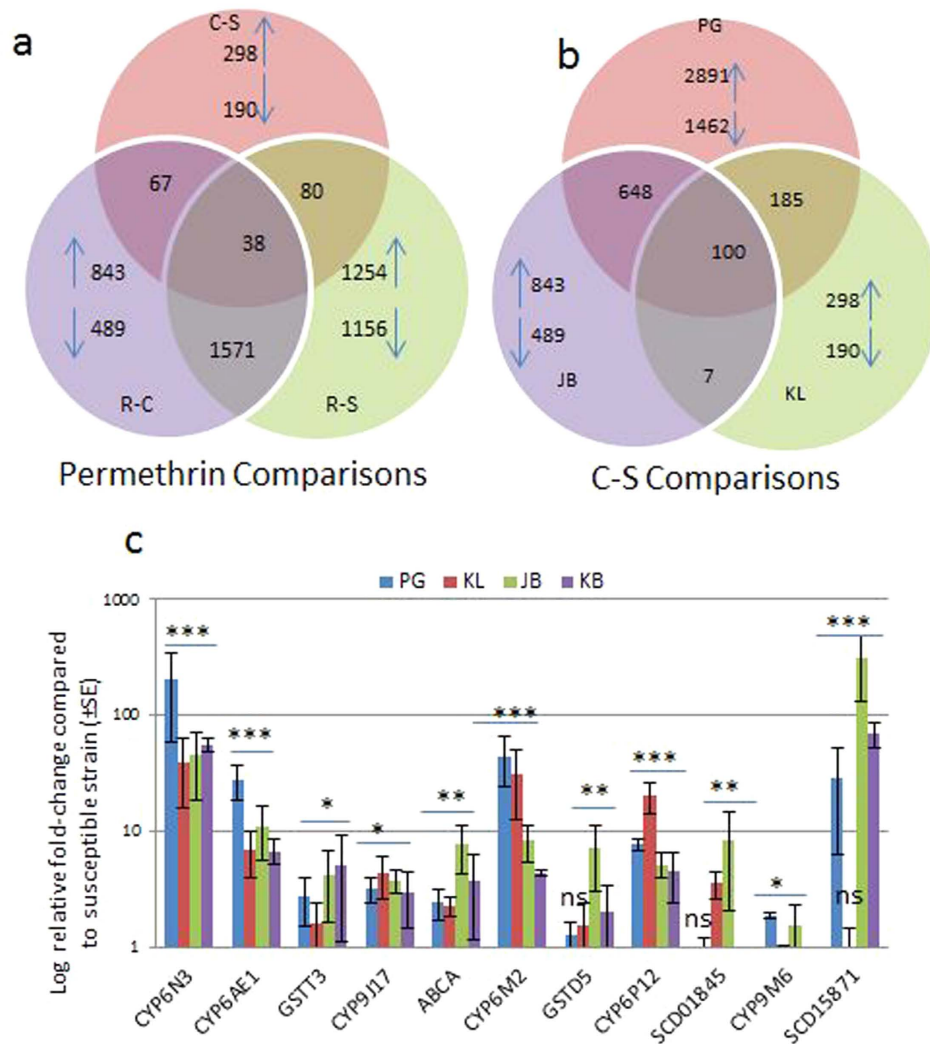 a
C-S
298
190
67
80
38
843
489
1254
1156
1571
R-C
R-S
Permethrin Comparisons
b
PG
2891
1462
648
185
100
843
489
298
190
7
JB
KL
C-S Comparisons
c
PG KL JB KB
Log relative fold-change compared
to susceptible strain (±SE)
1000
100
10
1
*** *** * * ** *** ** *** ** * ***
ns ns ns
CYP6N3
CYP6AE1
GSTT3
CYP9J17
ABCA
CYP6M2
GSTD5
CYP6P12
SCD01845
CYP9M6
SCD15871